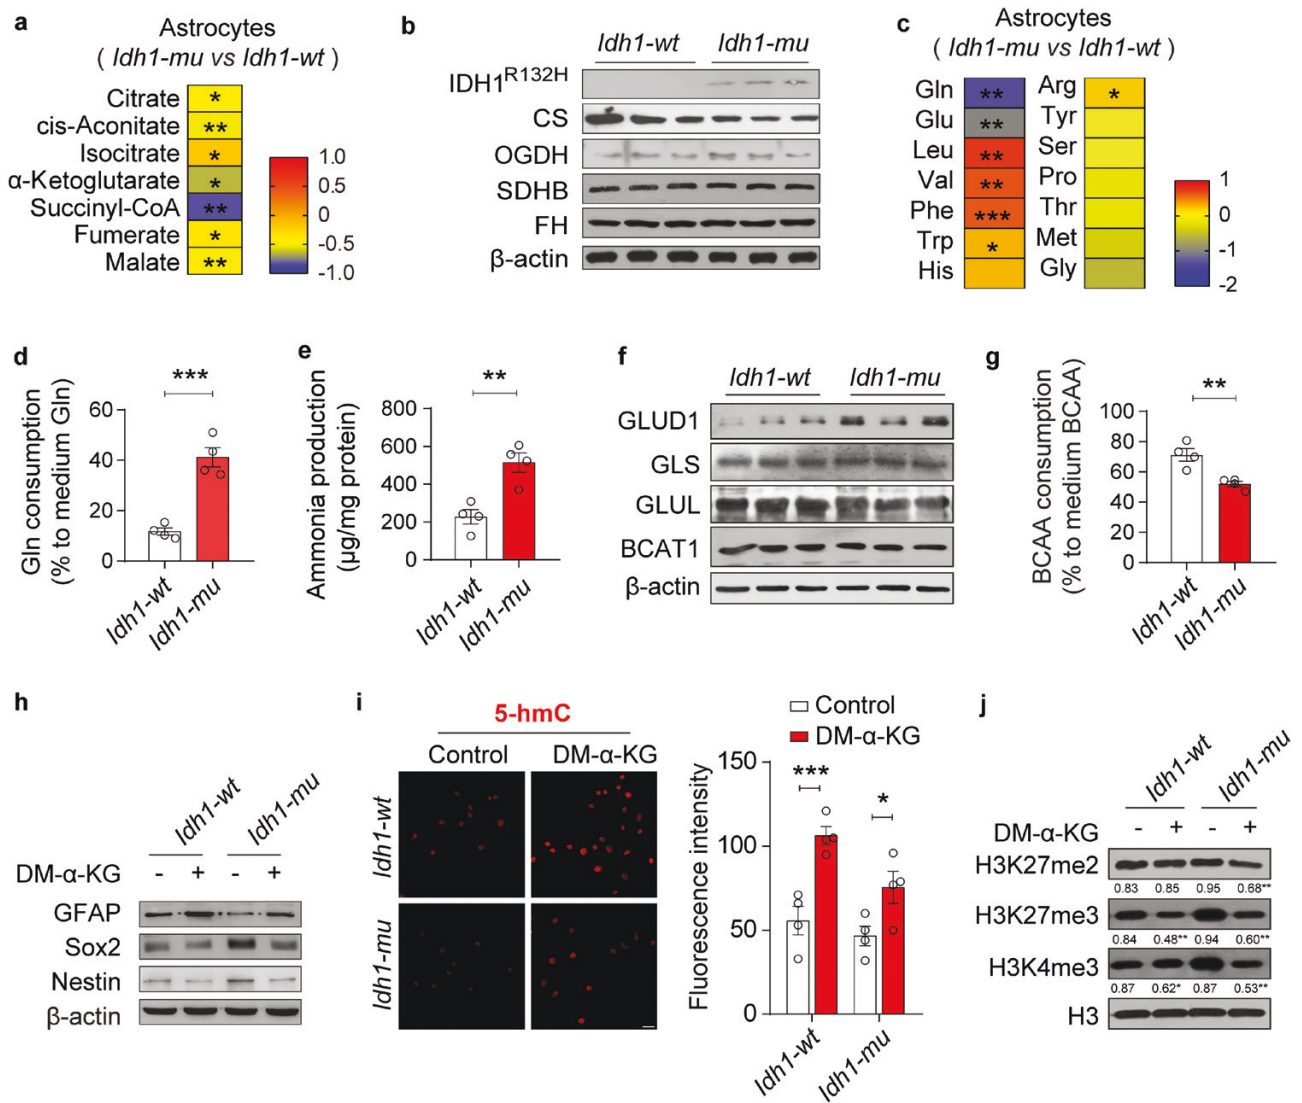 a
Astrocytes
( Idh1-mu vs Idh1-wt )
Citrate *
cis-Aconitate **
Isocitrate *
α-Ketoglutarate *
Succinyl-CoA **
Fumerate *
Malate **
1.0
0.5
0
-0.5
-1.0
b
Idh1-wt Idh1-mu
IDH1R132H
CS
OGDH
SDHB
FH
β-actin
c
Astrocytes
( Idh1-mu vs Idh1-wt )
Gln ** Arg *
Glu ** Tyr
Leu ** Ser
Val ** Pro
Phe *** Thr
Trp * Met
His Gly
1
0
-1
-2
d
Gln consumption
(% to medium Gln)
***
60
40
20
0
Idh1-wt
Idh1-mu
e
Ammonia production
(μg/mg protein)
**
800
600
400
200
0
Idh1-wt
Idh1-mu
f
Idh1-wt Idh1-mu
GLUD1
GLS
GLUL
BCAT1
β-actin
g
BCAA consumption
(% to medium BCAA)
**
100
80
60
40
20
0
Idh1-wt
Idh1-mu
h
Idh1-wt Idh1-mu
DM-α-KG - + - +
GFAP
Sox2
Nestin
β-actin
i
5-hmC
Control DM-α-KG
Idh1-wt
Idh1-mu
Control
DM-α-KG
Fluorescence intensity
150
100
50
0
***
*
Idh1-wt
Idh1-mu
j
Idh1-wt Idh1-mu
DM-α-KG - + - +
H3K27me2
0.83 0.85 0.95 0.68**
H3K27me3
0.84 0.48** 0.94 0.60**
H3K4me3
0.87 0.62* 0.87 0.53**
H3